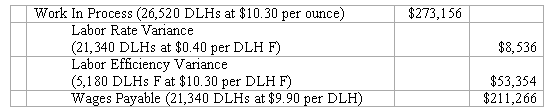 Work In Process (26,520 DLHs at $10.30 per ounce) $273,156
Labor Rate Variance
(21,340 DLHs at $0.40 per DLH F) $8,536
Labor Efficiency Variance
(5,180 DLHs F at $10.30 per DLH F) $53,354
Wages Payable (21,340 DLHs at $9.90 per DLH) $211,266